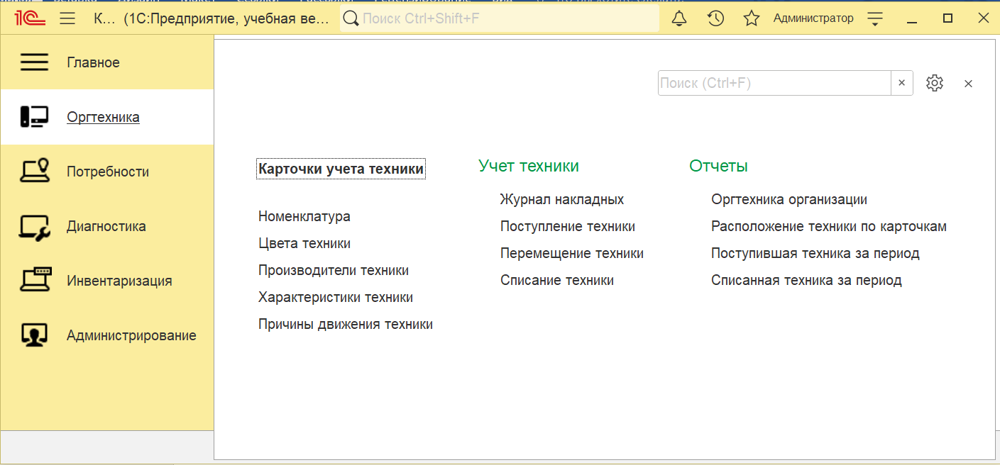 1С К... (1С:Предприятие, учебная ве... Поиск Ctrl+Shift+F Администратор
Главное
Оргтехника
Потребности
Диагностика
Инвентаризация
Администрирование
Поиск (Ctrl+F) ×
Карточки учета техники
Номенклатура
Цвета техники
Производители техники
Характеристики техники
Причины движения техники
Учет техники
Журнал накладных
Поступление техники
Перемещение техники
Списание техники
Отчеты
Оргтехника организации
Расположение техники по карточкам
Поступившая техника за период
Списанная техника за период